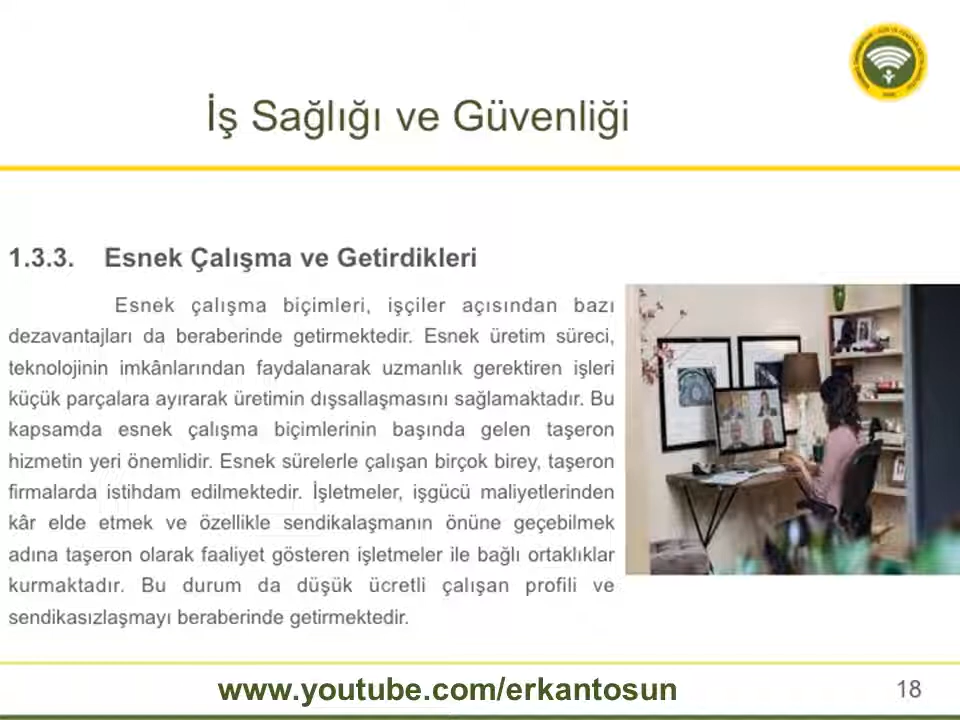 İş Sağlığı ve Güvenliği
1.3.3. Esnek Çalışma ve Getirdikleri
Esnek çalışma biçimleri, işçiler açısından bazı
dezavantajları da beraberinde getirmektedir. Esnek üretim süreci,
teknolojinin imkânlarından faydalanarak uzmanlık gerektiren işleri
küçük parçalara ayırarak üretimin dışsallaşmasını sağlamaktadır. Bu
kapsamda esnek çalışma biçimlerinin başında gelen taşeron
hizmetin yeri önemlidir. Esnek sürelerle çalışan birçok birey, taşeron
firmalarda istihdam edilmektedir. İşletmeler, işgücü maliyetlerinden
kâr elde etmek ve özellikle sendikalaşmanın önüne geçebilmek
adına taşeron olarak faaliyet gösteren işletmeler ile bağlı ortaklıklar
kurmaktadır. Bu durum da düşük ücretli çalışan profili ve
sendikasızlaşmayı beraberinde getirmektedir.
www.youtube.com/erkantosun
18